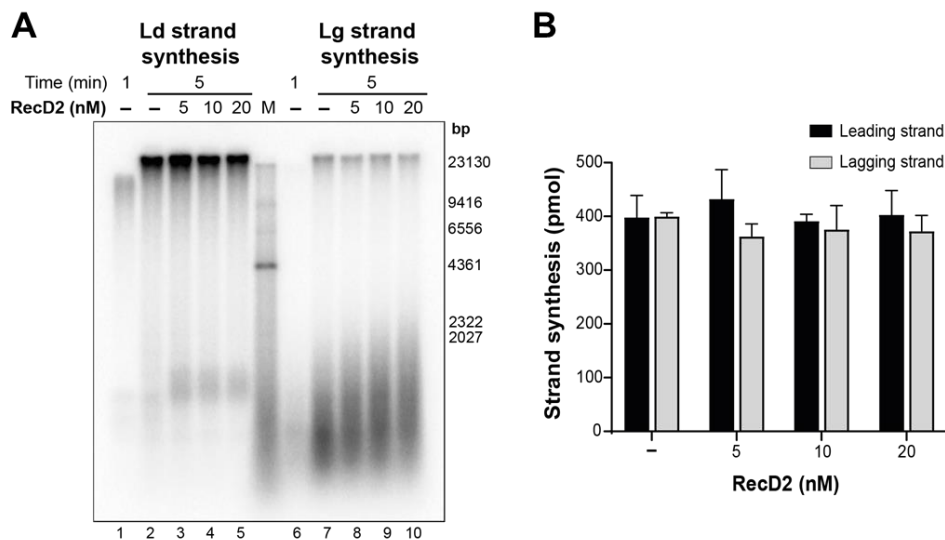 A
Ld strand synthesis
Lg strand synthesis
Time (min) 1 5 1 5
RecD2 (nM) – – 5 10 20 M – – 5 10 20
bp
23130
9416
6556
4361
2322
2027
1 2 3 4 5 6 7 8 9 10
B
Leading strand
Lagging strand
Strand synthesis (pmol)
500
400
300
200
100
0
– 5 10 20
RecD2 (nM)